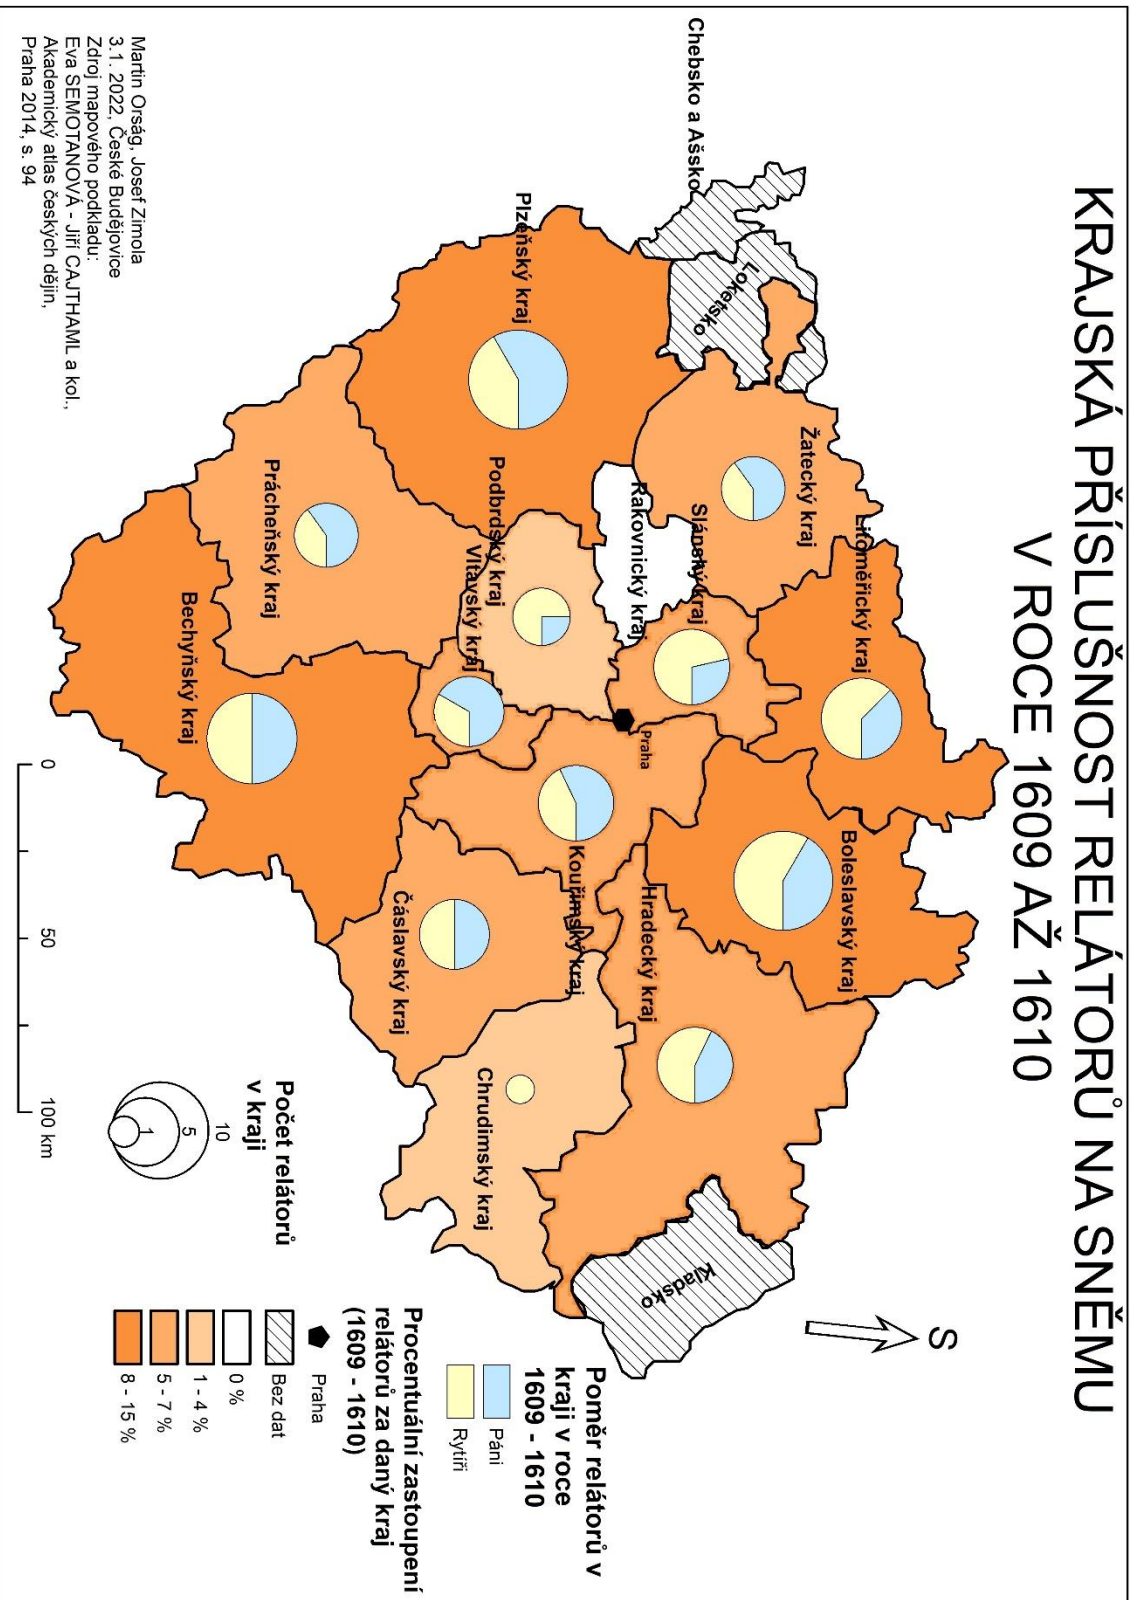 KRAJSKÁ PŘÍSLUŠNOST RELÁTORŮ NA SNĚMU
V ROCE 1609 AŽ 1610
S
Chebsko a Ašsko
Loketsko
Žatecký kraj
Litoměřický kraj
Boleslavský kraj
Slánský kraj
Rakovnický kraj
Praha
Hradecký kraj
Kladsko
Plzeňský kraj
Podbrdský kraj
Vltavský kraj
Kouřimský kraj
Prácheňský kraj
Čáslavský kraj
Chrudimský kraj
Bechyňský kraj
Poměr relátorů v
kraji v roce
1609 - 1610
Páni
Rytíři
Procentuální zastoupení
relátorů za daný kraj
(1609 - 1610)
Praha
Bez dat
0 %
1 - 4 %
5 - 7 %
8 - 15 %
Počet relátorů
v kraji
10
5
1
0
50
100 km
Martin Orság, Josef Zimola
3.1. 2022, České Budějovice
Zdroj mapového podkladu:
Eva SEMOTANOVÁ - Jiří CAJTHAML a kol.,
Akademický atlas českých dějin,
Praha 2014, s. 94